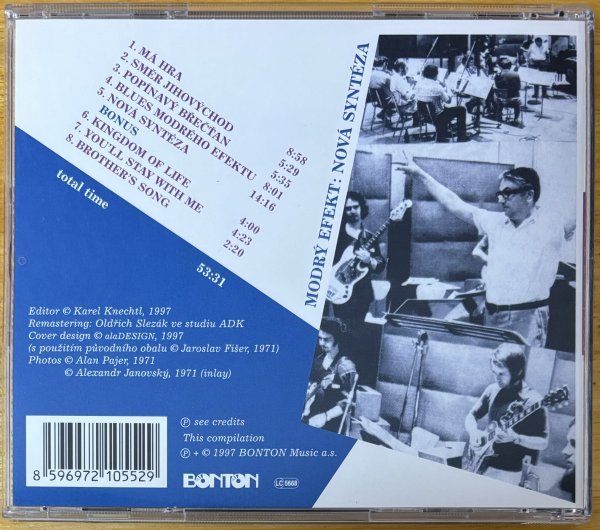 1. MÁ HRA 8:58
2. SMĚR JIHOVÝCHOD 5:29
3. POPÍNAVÝ BŘEČŤAN 5:35
4. BLUES MODRÉHO EFEKTU 8:01
5. NOVÁ SYNTÉZA 14:16
BONUS
6. KINGDOM OF LIFE 4:00
7. YOU'LL STAY WITH ME 4:23
8. BROTHER'S SONG 2:20
total time 53:31
MODRÝ EFEKT: NOVÁ SYNTÉZA
Editor © Karel Knechtl, 1997
Remastering: Oldřich Slezák ve studiu ADK
Cover design © alaDESIGN, 1997
(s použitím původního obalu © Jaroslav Fišer, 1971)
Photos © Alan Pajer, 1971
© Alexandr Janovský, 1971 (inlay)
8 596972 105529
Ⓟ see credits
This compilation
Ⓟ + © 1997 BONTON Music a.s.
BONTON
LC 5668